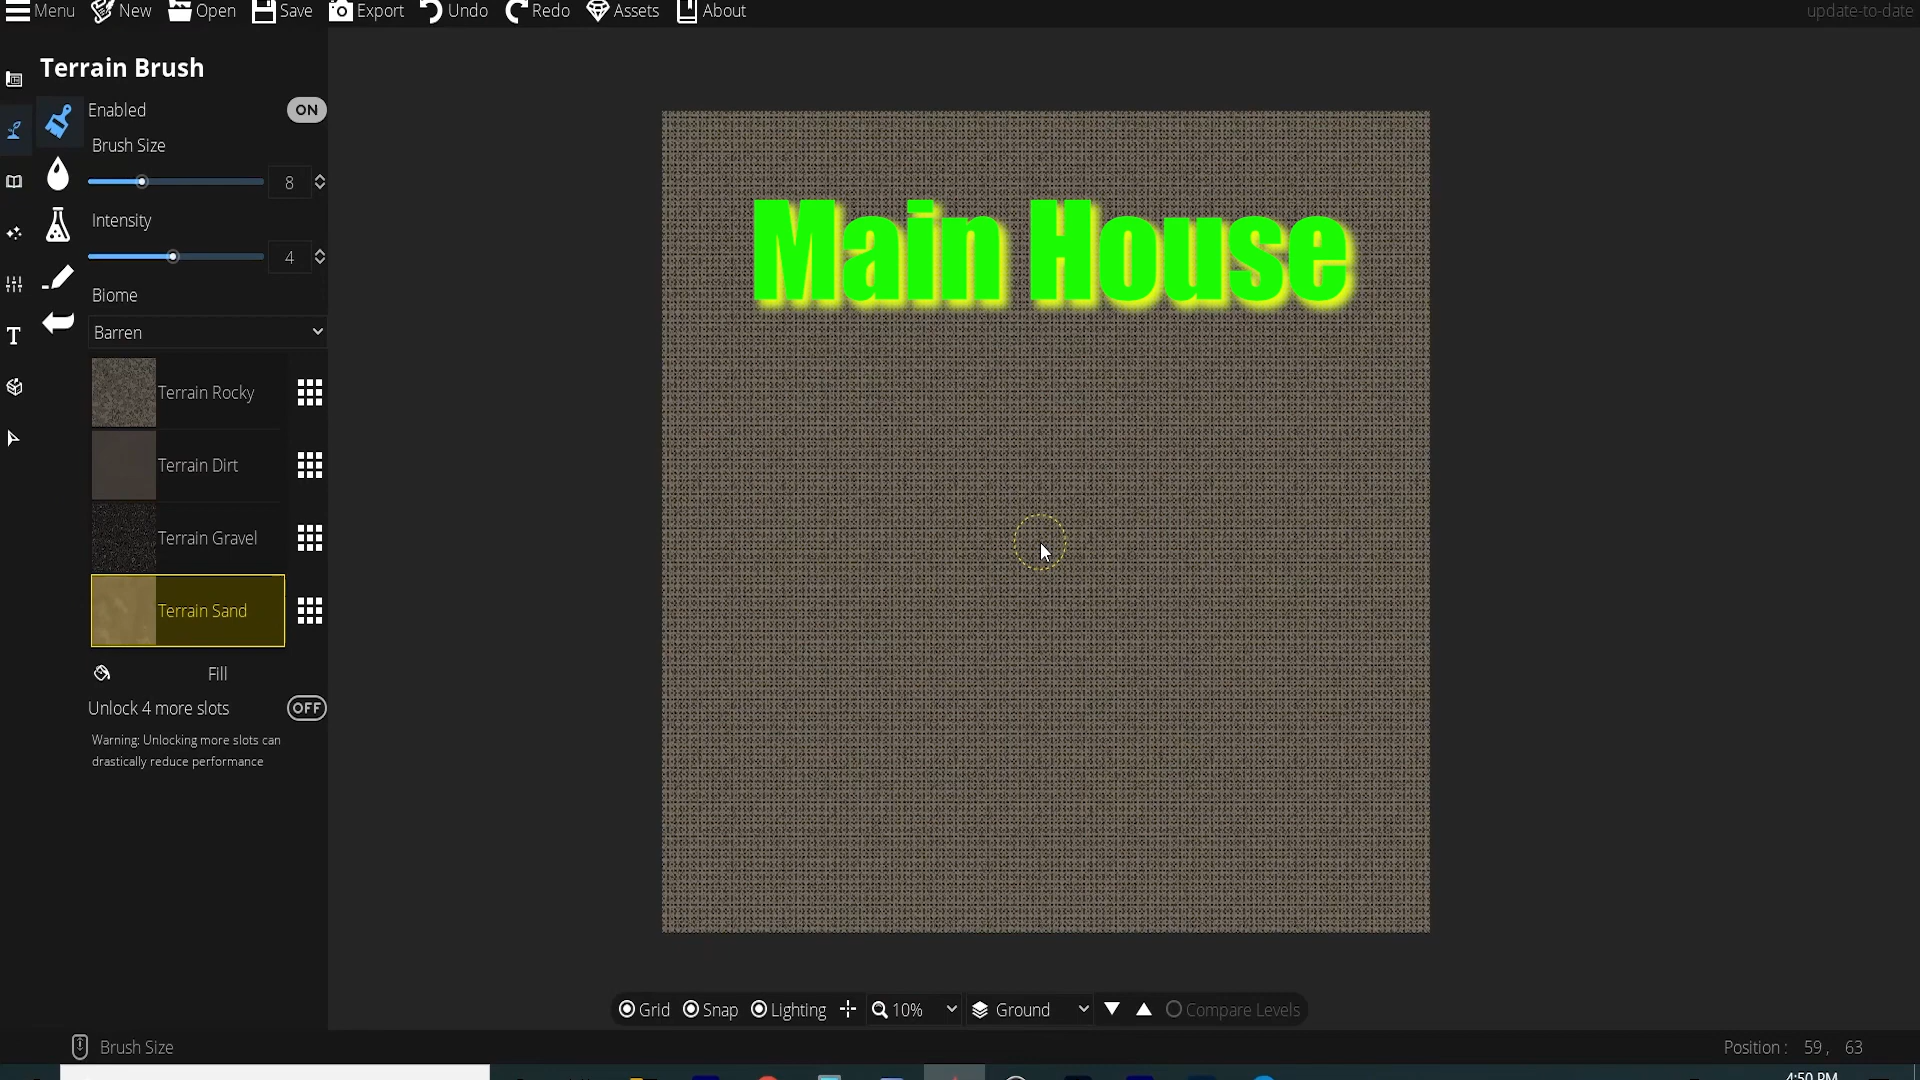 Menu New Open Save Export Undo Redo Assets About update-to-date
Terrain Brush
Enabled ON
Brush Size
8
Intensity
4
Biome
Barren
Terrain Rocky
Terrain Dirt
Terrain Gravel
Terrain Sand
Fill
Unlock 4 more slots OFF
Warning: Unlocking more slots can
drastically reduce performance
Main House
Grid Snap Lighting 10% Ground Compare Levels
Brush Size Position : 59 , 63
4:50 PM